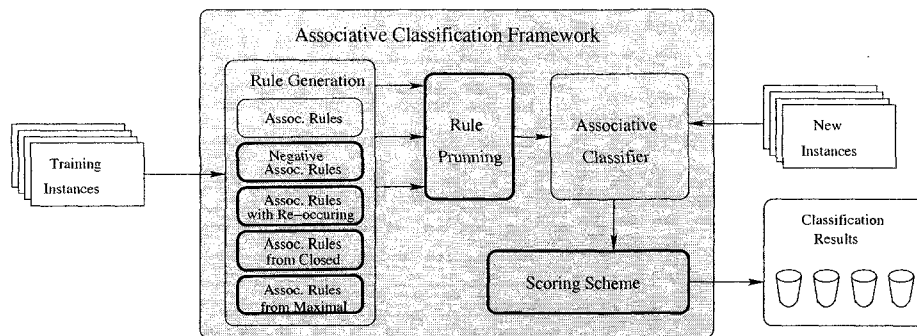 Associative Classification Framework
Rule Generation
Assoc. Rules
Negative
Assoc. Rules
Assoc. Rules
with Re-occuring
Assoc. Rules
from Closed
Assoc. Rules
from Maximal
Training
Instances
Rule
Prunning
Associative
Classifier
Scoring Scheme
New
Instances
Classification
Results